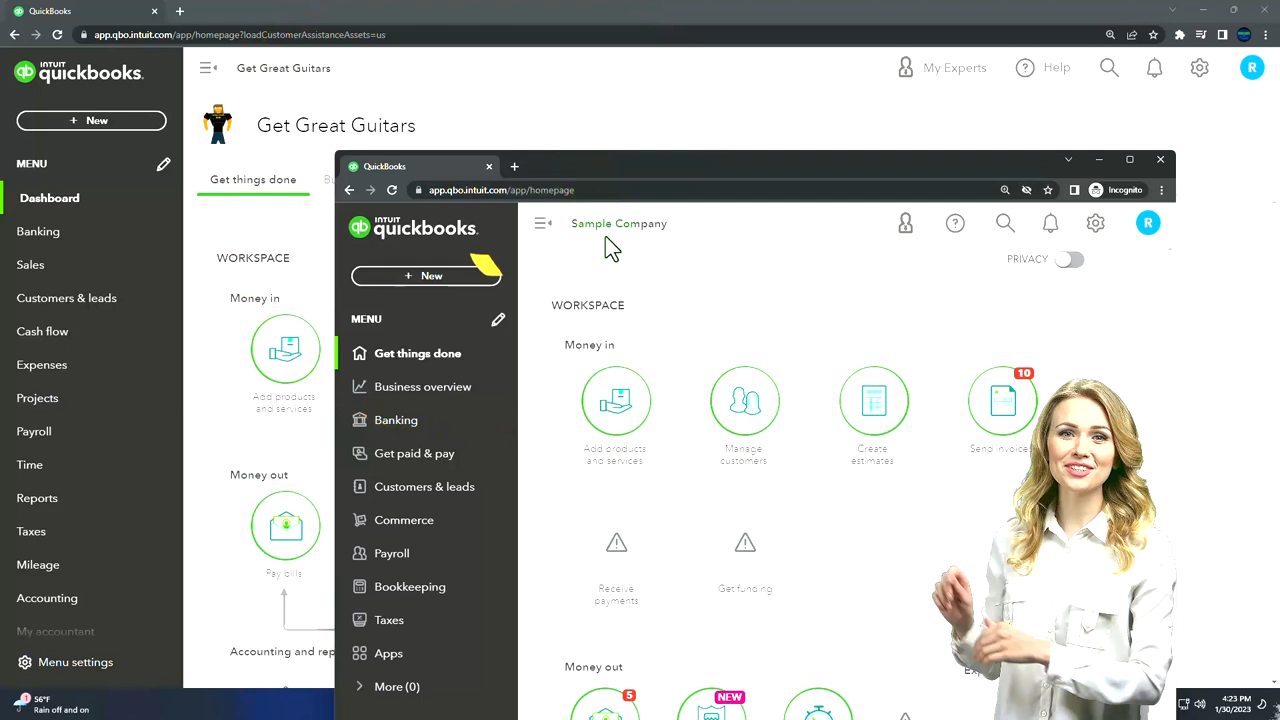 QuickBooks
app.qbo.intuit.com/app/homepage?loadCustomerAssistanceAssets=us
INTUIT
quickbooks.
Get Great Guitars
My Experts
Help
R
+ New
Get Great Guitars
MENU
Get things done
Dashboard
Banking
Sales
Customers & leads
Cash flow
Expenses
Projects
Payroll
Time
Reports
Taxes
Mileage
Accounting
My accountant
Menu settings
WORKSPACE
Money in
Add products
and services
Money out
Pay bills
Accounting and rep
QuickBooks
app.qbo.intuit.com/app/homepage
Incognito
INTUIT
quickbooks.
Sample Company
R
+ New
PRIVACY
MENU
Get things done
Business overview
Banking
Get paid & pay
Customers & leads
Commerce
Payroll
Bookkeeping
Taxes
Apps
More (0)
WORKSPACE
Money in
10
Add products
and services
Manage
customers
Create
estimates
Send invoices
Receive
payments
Get funding
Money out
5
NEW
1
56°F
Rain off and on
4:23 PM
1/30/2023